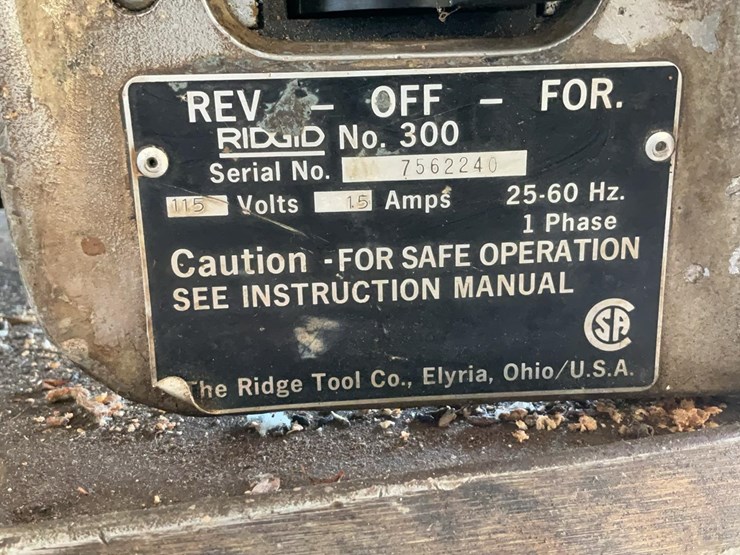 REV - OFF - FOR.
RIDGID No. 300
Serial No. 7562240
115 Volts 15 Amps 25-60 Hz.
1 Phase
Caution - FOR SAFE OPERATION
SEE INSTRUCTION MANUAL
SA
The Ridge Tool Co., Elyria, Ohio/U.S.A.